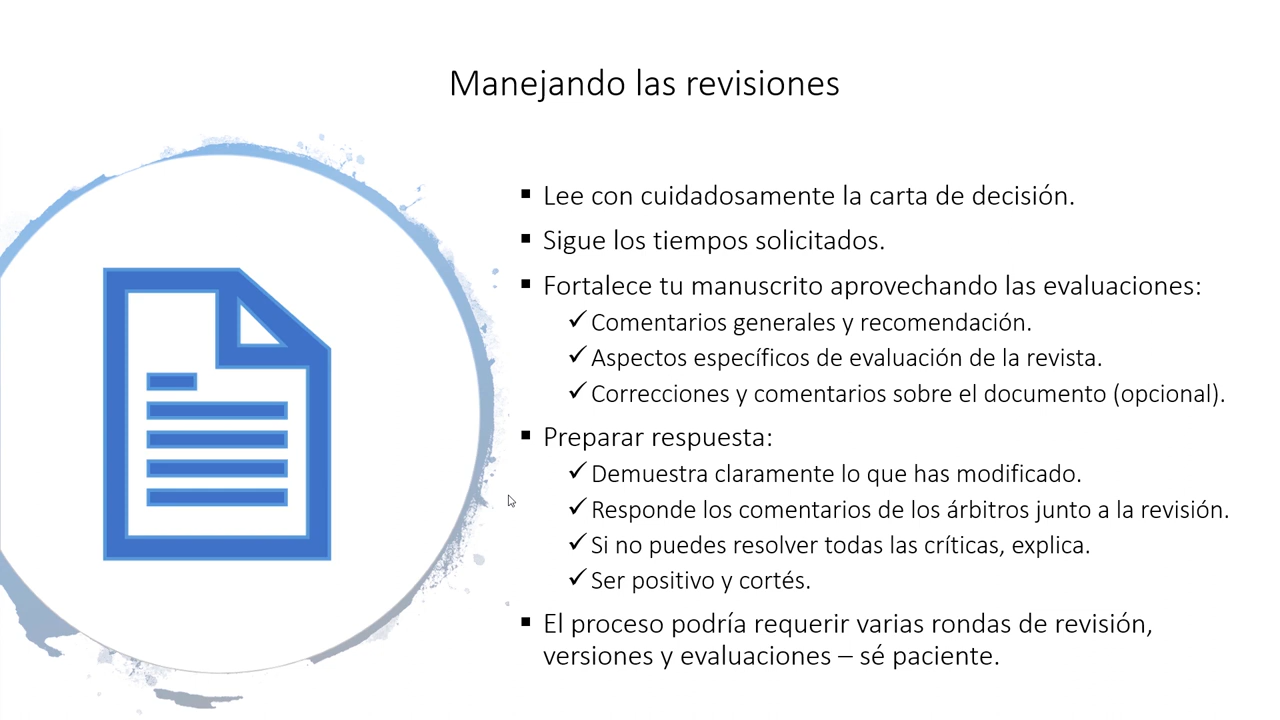 Manejando las revisiones
▪ Lee con cuidadosamente la carta de decisión.
▪ Sigue los tiempos solicitados.
▪ Fortalece tu manuscrito aprovechando las evaluaciones:
✓ Comentarios generales y recomendación.
✓ Aspectos específicos de evaluación de la revista.
✓ Correcciones y comentarios sobre el documento (opcional).
▪ Preparar respuesta:
✓ Demuestra claramente lo que has modificado.
✓ Responde los comentarios de los árbitros junto a la revisión.
✓ Si no puedes resolver todas las críticas, explica.
✓ Ser positivo y cortés.
▪ El proceso podría requerir varias rondas de revisión,
versiones y evaluaciones – sé paciente.